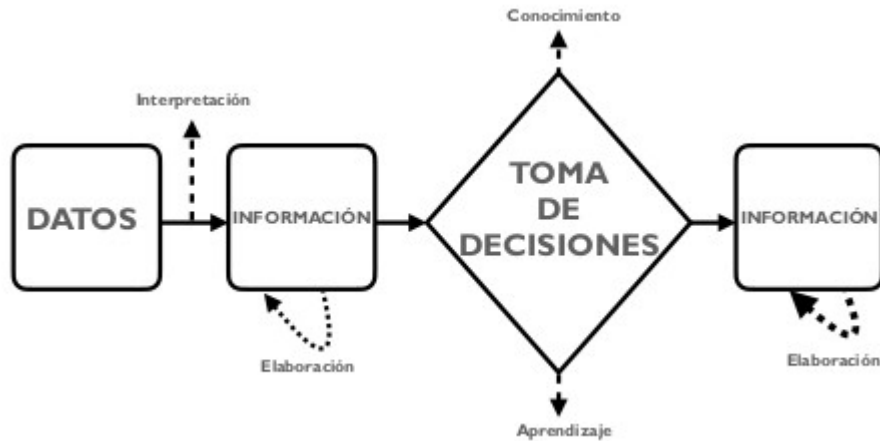 Conocimiento
Interpretación
DATOS
INFORMACIÓN
TOMA
DE
DECISIONES
INFORMACIÓN
Elaboración
Elaboración
Aprendizaje